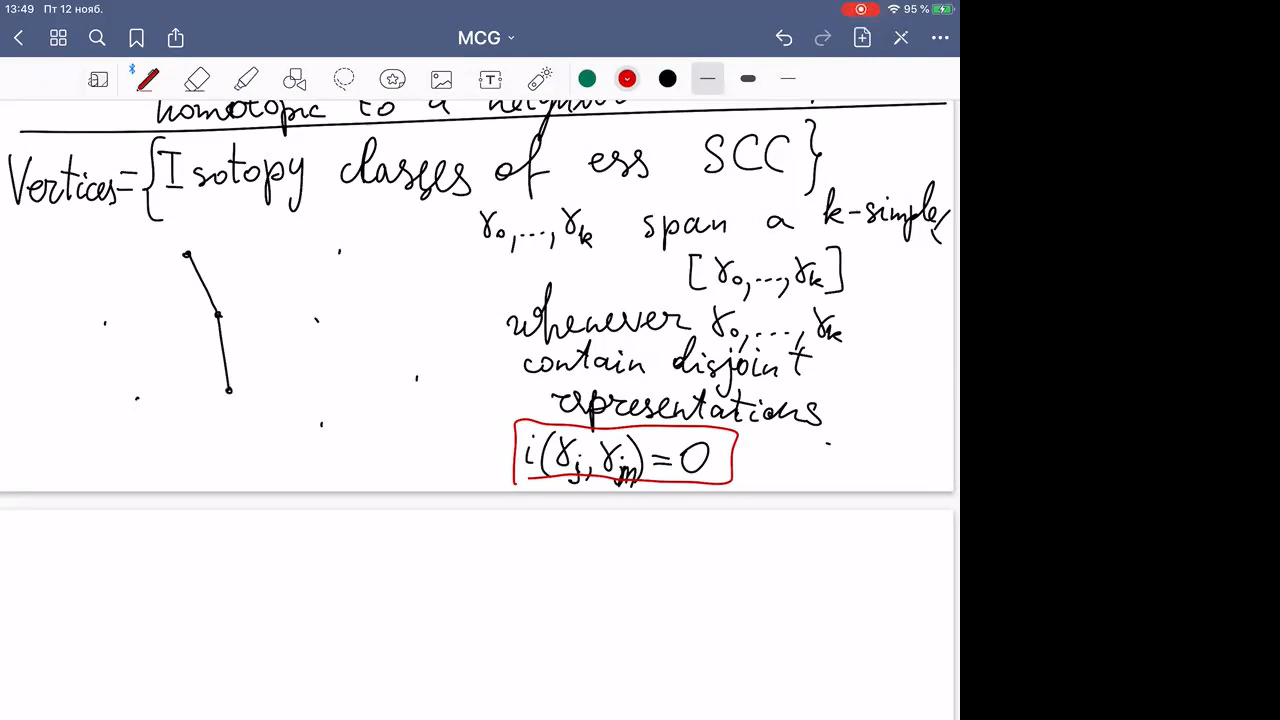 13:49 Пт 12 нояб.
95 %
MCG
homotopic to a
Vertices={Isotopy classes of ess SCC}
γ₀,...,γₖ span a k-simplex
[γ₀,...,γₖ]
whenever γ₀,...,γₖ
contain disjoint
representations
i(γⱼ,γₘ)=0